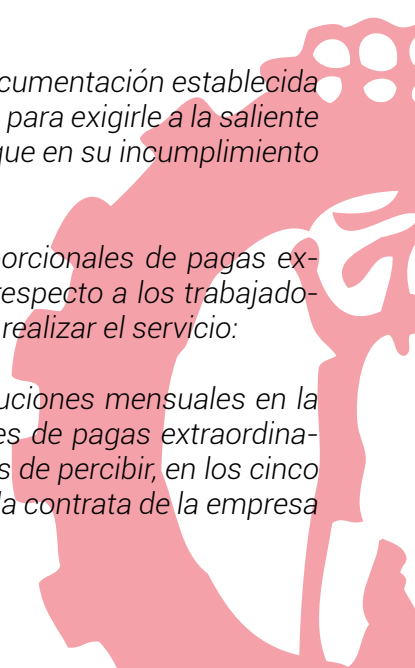 cumentación establecida
para exigirle a la saliente
que en su incumplimiento
orcionales de pagas ex-
respecto a los trabajado-
realizar el servicio:
uciones mensuales en la
es de pagas extraordina-
s de percibir, en los cinco
la contrata de la empresa